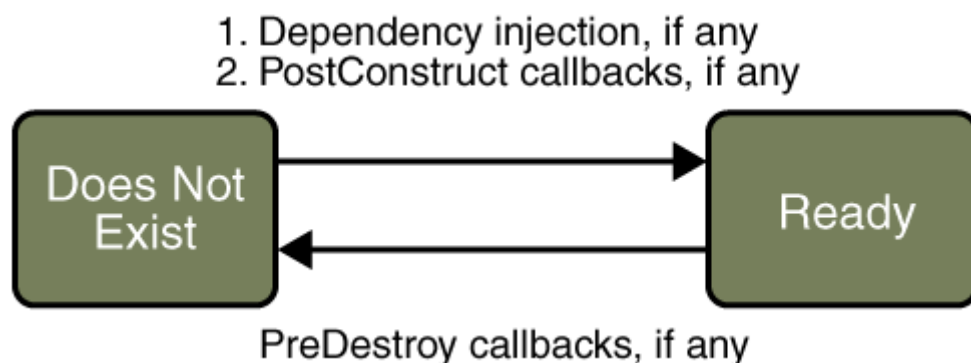 1. Dependency injection, if any
2. PostConstruct callbacks, if any
Does Not
Exist
Ready
PreDestroy callbacks, if any